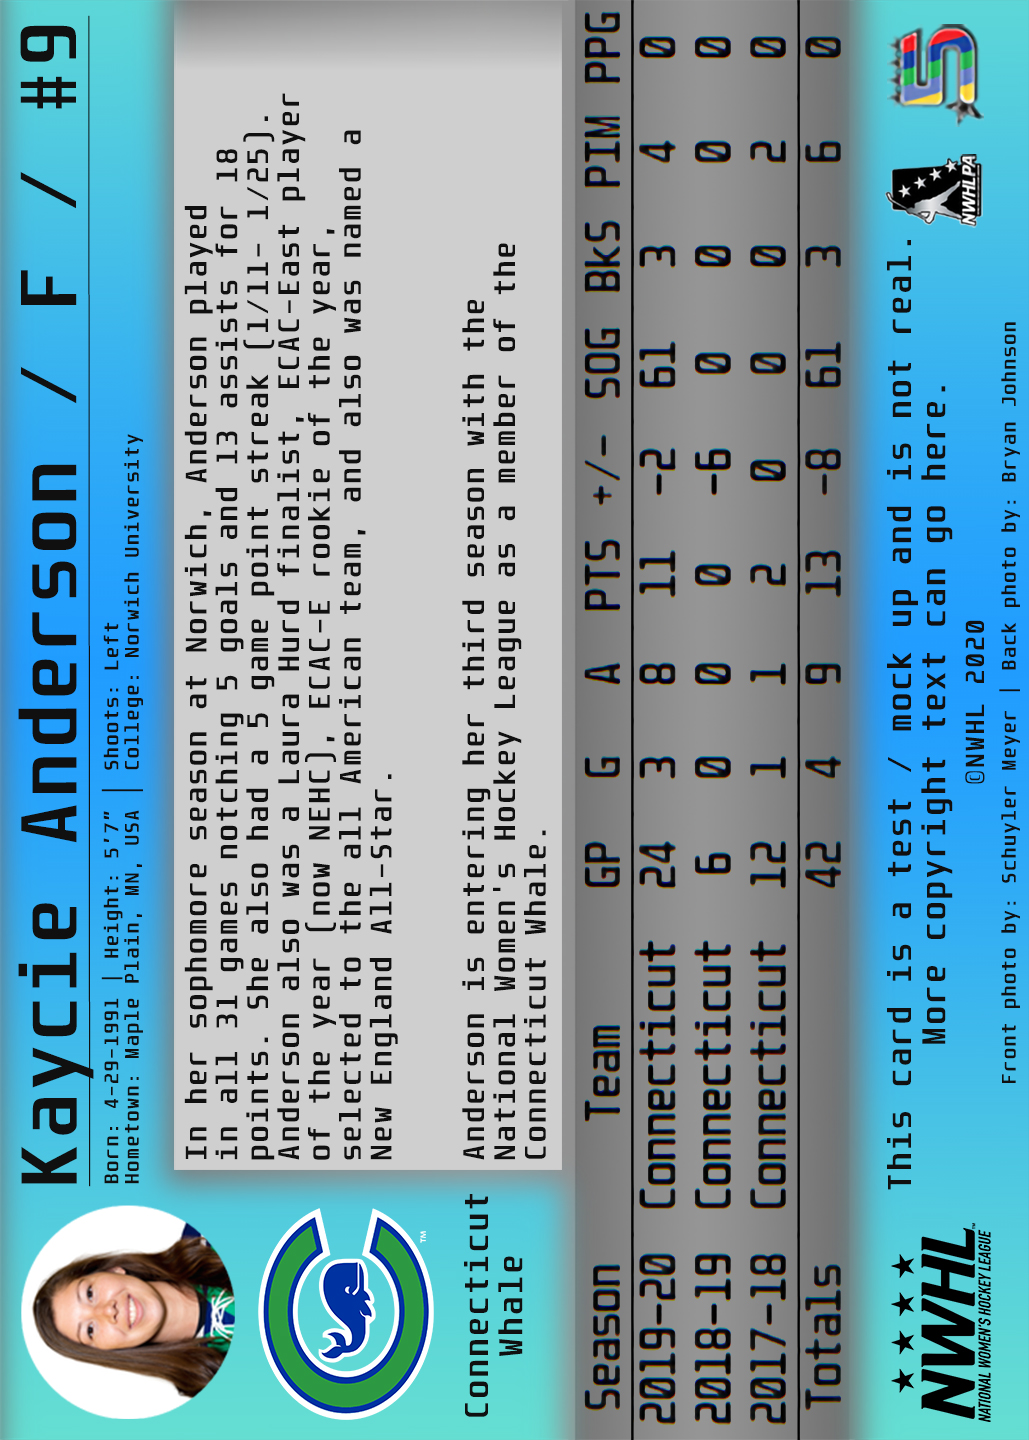 Kaycie Anderson / F / #9
Born: 4-29-1991 | Height: 5'7" | Shoots: Left
Hometown: Maple Plain, MN, USA | College: Norwich University
In her sophomore season at Norwich, Anderson played
in all 31 games notching 5 goals and 13 assists for 18
points. She also had a 5 game point streak (1/11- 1/25).
Anderson also was a Laura Hurd finalist, ECAC-East player
of the year (now NEHC), ECAC-E rookie of the year,
selected to the all American team, and also was named a
New England All-Star.
Anderson is entering her third season with the
National Women's Hockey League as a member of the
Connecticut Whale.
TM
Connecticut
Whale
Season Team GP G A PTS +/- SOG BkS PIM PPG
2019-20 Connecticut 24 3 8 11 -2 61 3 4 0
2018-19 Connecticut 6 0 0 0 -6 0 0 0 0
2017-18 Connecticut 12 1 1 2 0 0 0 2 0
Totals 42 4 9 13 -8 61 3 6 0
NWHL
NATIONAL WOMEN'S HOCKEY LEAGUE
This card is a test / mock up and is not real.
More copyright text can go here.
©NWHL 2020
Front photo by: Schuyler Meyer | Back photo by: Bryan Johnson
NWHLPA
5